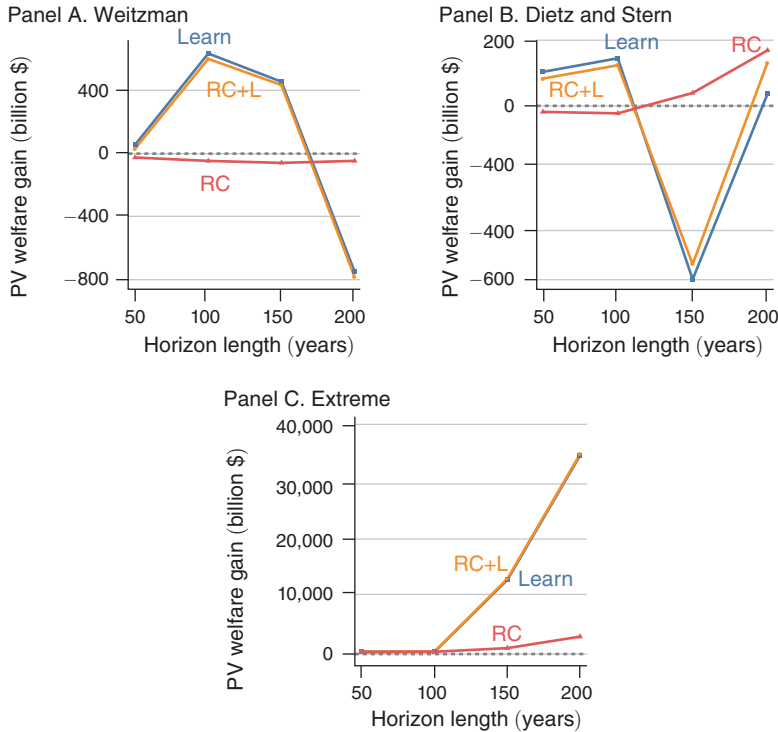 Panel A. Weitzman
PV welfare gain (billion $)
400
0
−400
−800
Learn
RC+L
RC
50 100 150 200
Horizon length (years)
Panel B. Dietz and Stern
PV welfare gain (billion $)
200
0
−400
−400
−600
Learn
RC
RC+L
50 100 150 200
Horizon length (years)
Panel C. Extreme
PV welfare gain (billion $)
40,000
30,000
20,000
10,000
0
RC+L
Learn
RC
50 100 150 200
Horizon length (years)